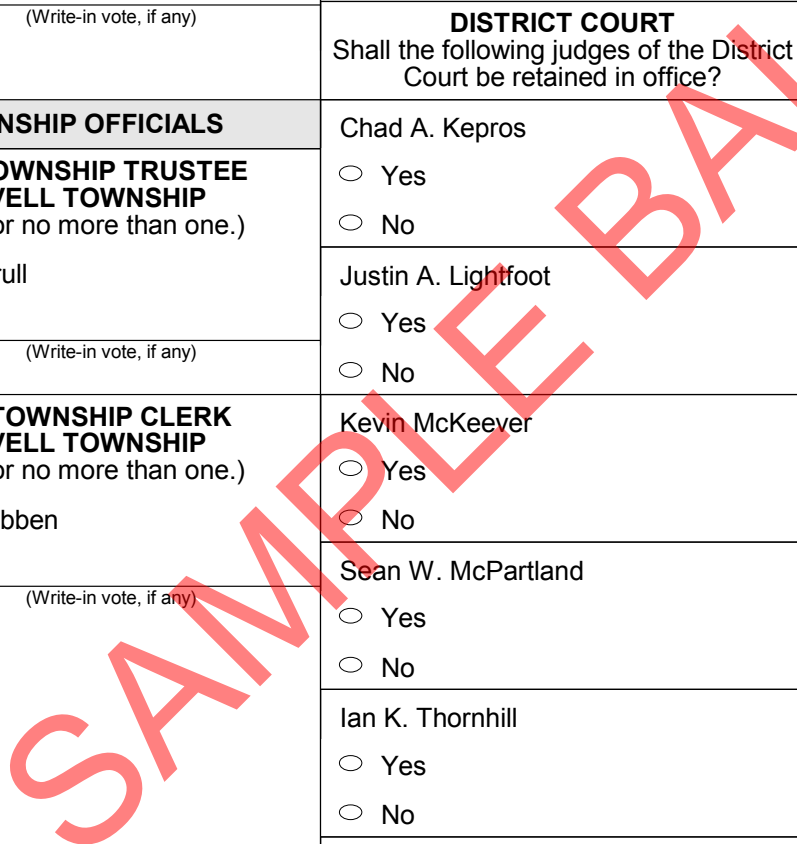 (Write-in vote, if any)
NSHIP OFFICIALS
OWNSHIP TRUSTEE
VELL TOWNSHIP
or no more than one.)
rull
(Write-in vote, if any)
TOWNSHIP CLERK
VELL TOWNSHIP
or no more than one.)
bben
(Write-in vote, if any)
DISTRICT COURT
Shall the following judges of the District
Court be retained in office?
Chad A. Kepros
Yes
No
Justin A. Lightfoot
Yes
No
Kevin McKeever
Yes
No
Sean W. McPartland
Yes
No
Ian K. Thornhill
Yes
No
SAMPLE BAL